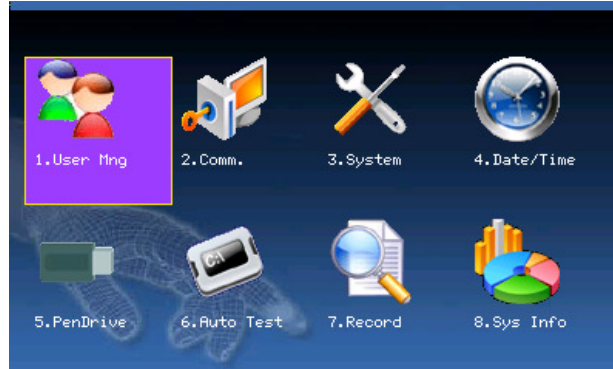 1.User Mng
2.Comm.
3.System
4.Date/Time
C:\
5.PenDrive
6.Auto Test
7.Record
8.Sys Info